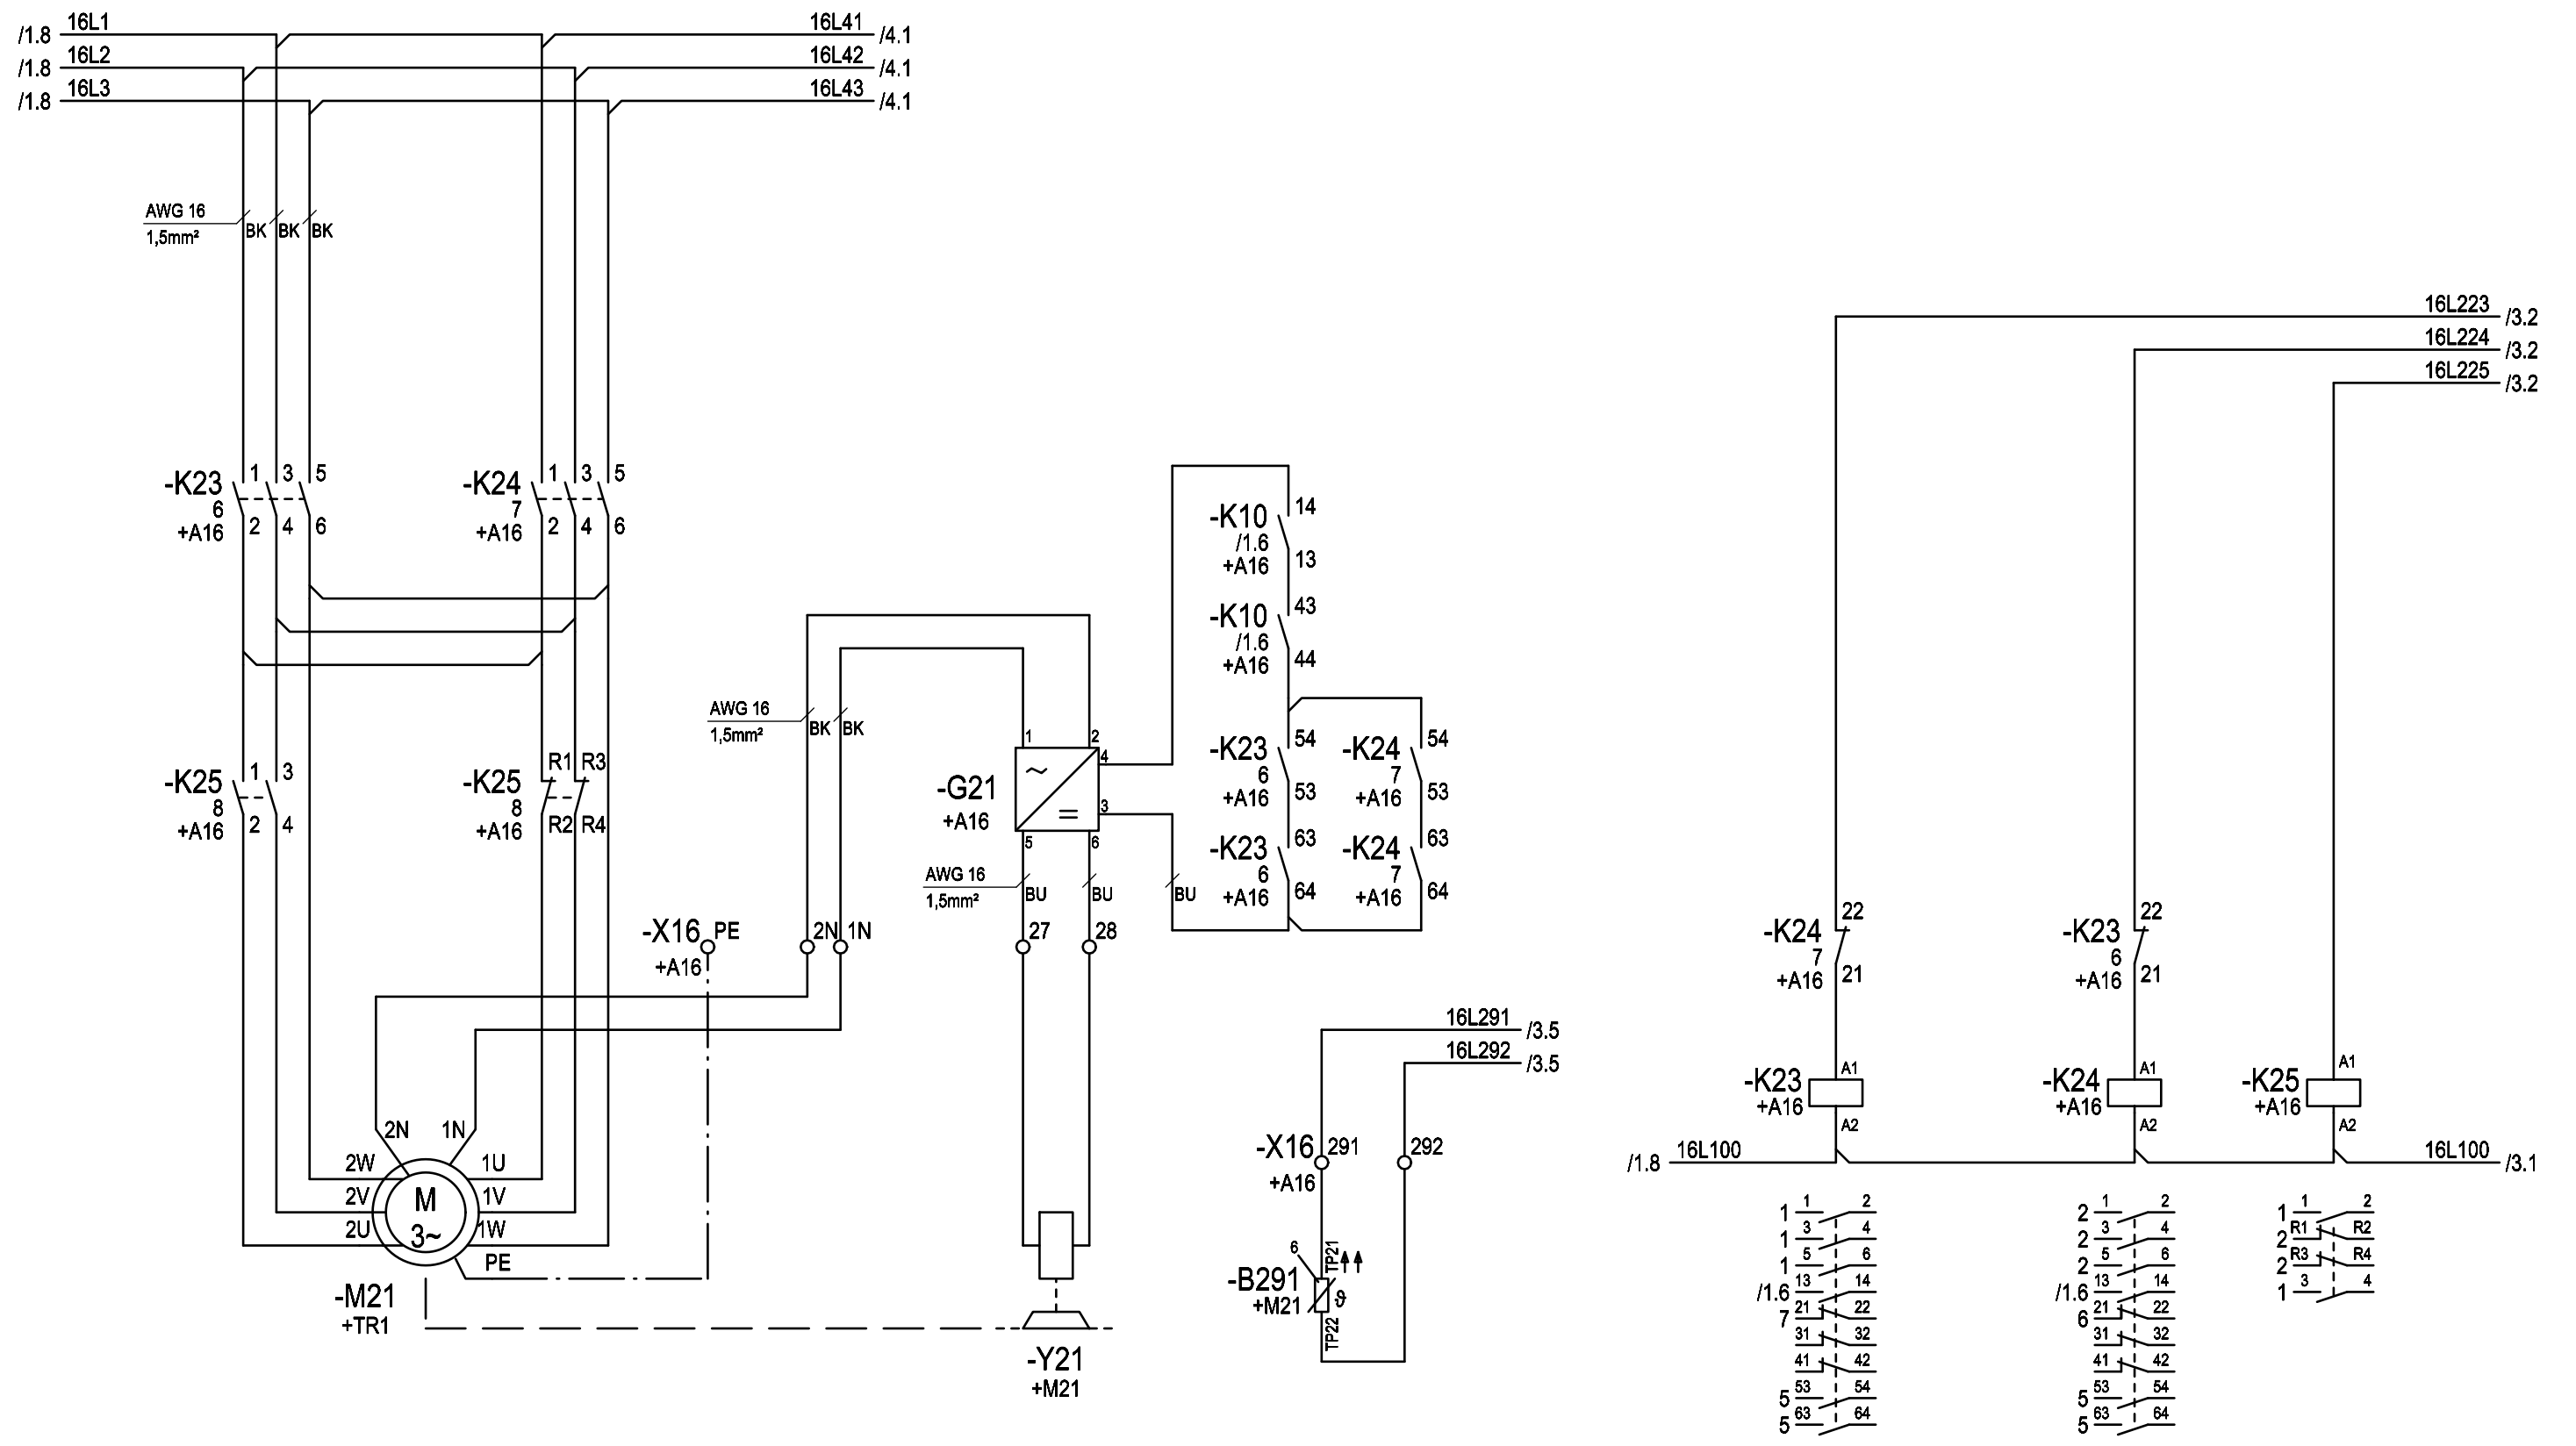 16L1 16L41
/1.8 /4.1
16L2 16L42
/1.8 /4.1
16L3 16L43
/1.8 /4.1
AWG 16
1,5mm²
BK BK BK
-K23
6
+A16
1 3 5
2 4 6
-K24
7
+A16
1 3 5
2 4 6
-K25
8
+A16
1 3
2 4
-K25
8
+A16
R1 R3
R2 R4
AWG 16
1,5mm²
BK BK
-X16 PE
+A16
2N 1N
1 2
4
3
5 6
-G21
+A16
AWG 16
1,5mm²
BU BU BU
27 28
-K10
/1.6
+A16
14
13
-K10
/1.6
+A16
43
44
-K23
6
+A16
54
53
-K24
7
+A16
54
53
-K23
6
+A16
63
64
-K24
7
+A16
63
64
2N 1N
2W 1U
2V 1V
2U 1W
M
3~
PE
-M21
+TR1
-Y21
+M21
16L291 /3.5
16L292 /3.5
-X16 291 292
+A16
6
TP21
-B291
+M21
ϑ
TP22
16L223
/3.2
16L224
/3.2
16L225
/3.2
-K24
7
+A16
22
21
-K23
6
+A16
22
21
-K23
+A16
A1
A2
-K24
+A16
A1
A2
-K25
+A16
A1
A2
/1.8 16L100 16L100 /3.1
1 1 2
1 3 4
1 5 6
/1.6 13 14
7 21 22
31 32
41 42
5 53 54
5 63 64
2 1 2
2 3 4
2 5 6
/1.6 13 14
6 21 22
31 32
41 42
5 53 54
5 63 64
1 1 2
2 R1 R2
2 R3 R4
1 3 4